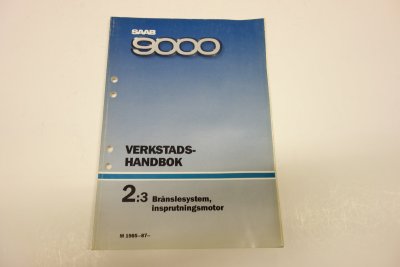 SAAB
9000
VERKSTADS-
HANDBOK
2:3 Bränslesystem,
insprutningsmotor
M 1985-87-